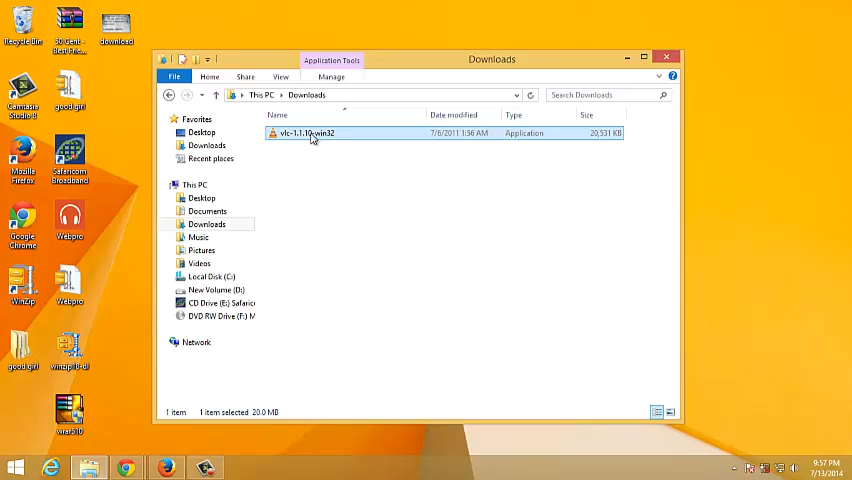 Recycle Bin
50 Cent -
Best Fric...
download
Camtasia
Studio 8
good girl
Mozilla
Firefox
Safaricom
Broadband
Google
Chrome
Webpro
WinZip
Webpro
good girl
winzip18-dl
wrar510
Application Tools
Downloads
File
Home
Share
View
Manage
This PC
Downloads
Search Downloads
Name
Date modified
Type
Size
vlc-1.1.10-win32
7/6/2011 1:56 AM
Application
20,531 KB
Favorites
Desktop
Downloads
Recent places
This PC
Desktop
Documents
Downloads
Music
Pictures
Videos
Local Disk (C:)
New Volume (D:)
CD Drive (E:) Safaric
DVD RW Drive (F:) M
Network
1 item
1 item selected 20.0 MB
9:57 PM
7/13/2014